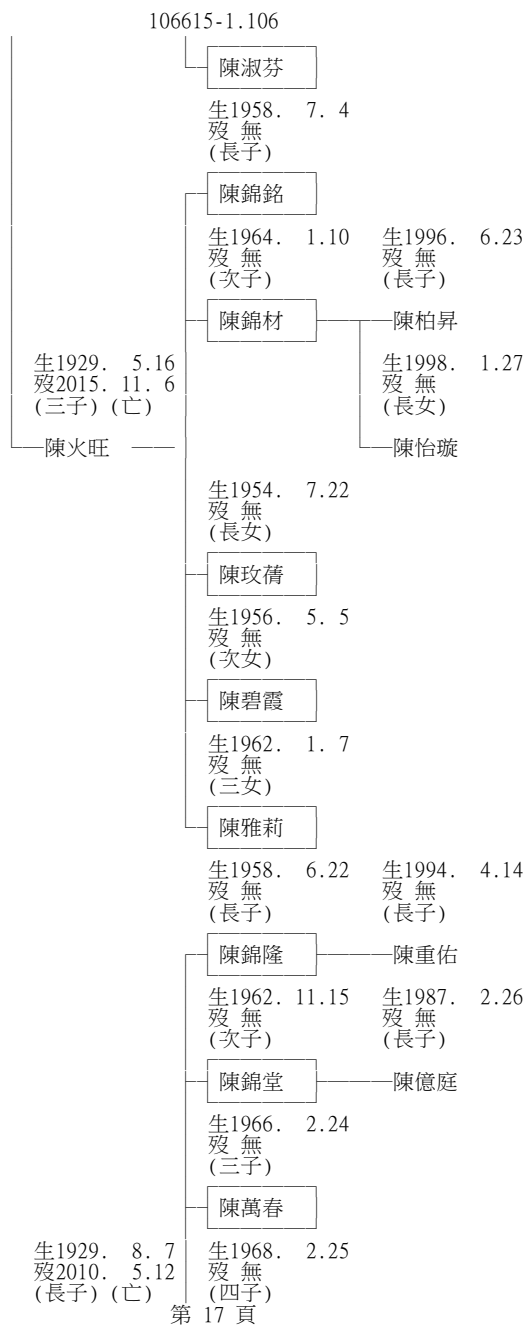 106615-1.106
陳淑芬
生1958. 7. 4
歿 無
(長子)
陳錦銘
生1964. 1.10 生1996. 6.23
歿 無 歿 無
(次子) (長子)
陳錦材 陳柏昇
生1929. 5.16 生1998. 1.27
歿2015. 11. 6 歿 無
(三子) (亡) (長女)
陳火旺 陳怡璇
生1954. 7.22
歿 無
(長女)
陳玫蒨
生1956. 5. 5
歿 無
(次女)
陳碧霞
生1962. 1. 7
歿 無
(三女)
陳雅莉
生1958. 6.22 生1994. 4.14
歿 無 歿 無
(長子) (長子)
陳錦隆 陳重佑
生1962. 11.15 生1987. 2.26
歿 無 歿 無
(次子) (長子)
陳錦堂 陳億庭
生1966. 2.24
歿 無
(三子)
陳萬春
生1929. 8. 7 生1968. 2.25
歿2010. 5.12 歿 無
(長子) (亡) (四子)
第 17 頁